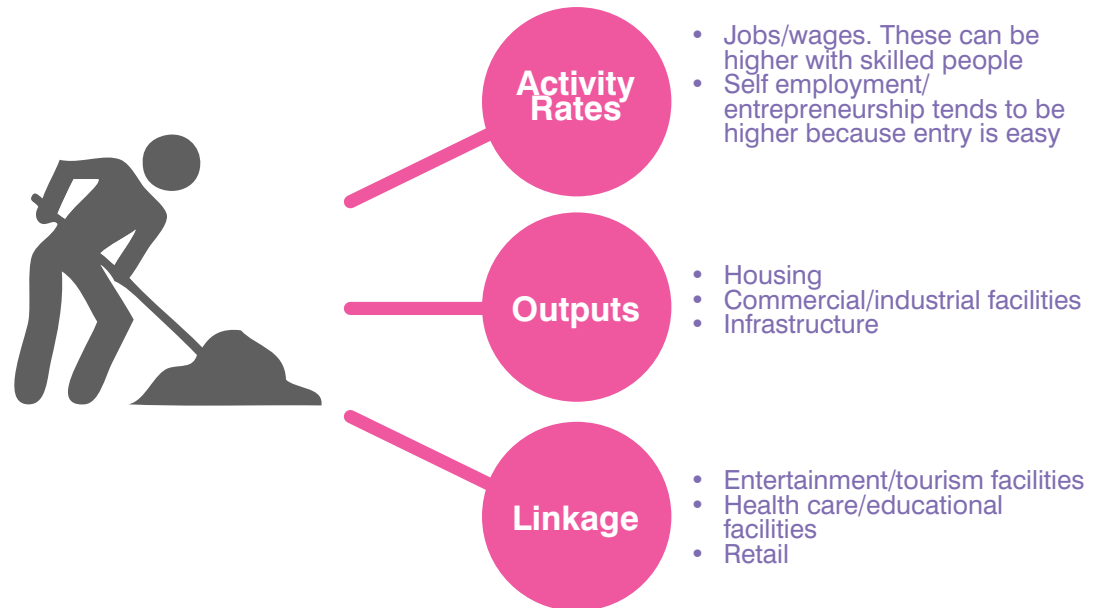 Activity
Rates
• Jobs/wages. These can be
higher with skilled people
• Self employment/
entrepreneurship tends to be
higher because entry is easy
Outputs
• Housing
• Commercial/industrial facilities
• Infrastructure
Linkage
• Entertainment/tourism facilities
• Health care/educational
facilities
• Retail